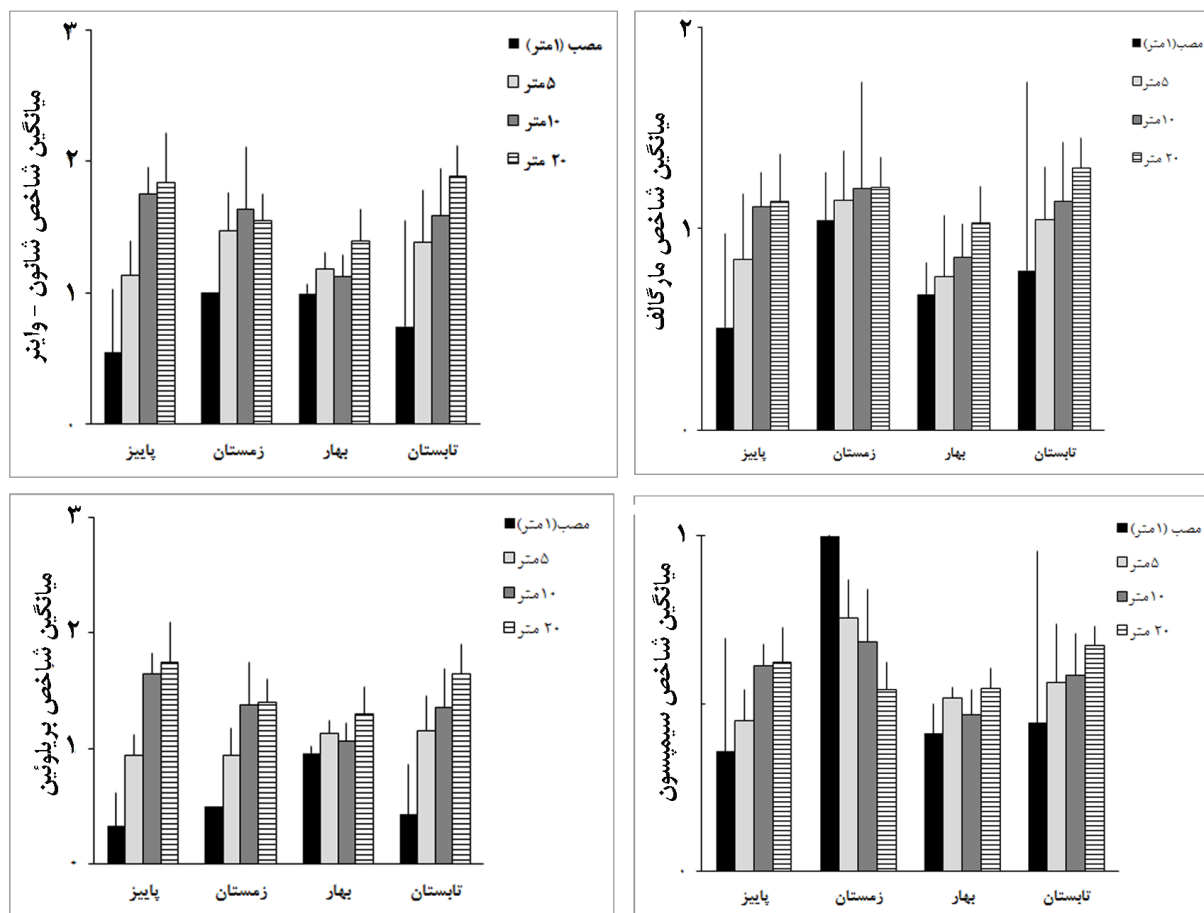 میانگین شاخص شانون - واینر
۳
۲
۱
۰
مصب (۱متر)
۵متر
۱۰متر
۲۰ متر
پاییز
زمستان
بهار
تابستان
میانگین شاخص مارگالف
۲
۱
۰
مصب(۱متر)
۵متر
۱۰متر
۲۰ متر
پاییز
زمستان
بهار
تابستان
میانگین شاخص بریلوئین
۳
۲
۱
۰
مصب(۱متر)
۵متر
۱۰متر
۲۰ متر
پاییز
زمستان
بهار
تابستان
میانگین شاخص سیمپسون
۱
۰
مصب (۱متر)
۵متر
۱۰متر
۲۰ متر
پاییز
زمستان
بهار
تابستان